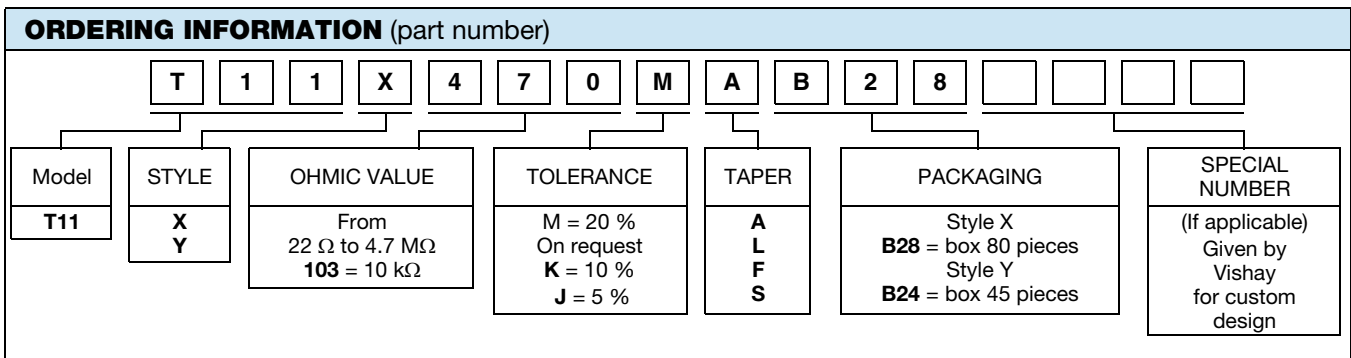 ORDERING INFORMATION (part number)
T 1 1 X 4 7 0 M A B 2 8
Model
T11
STYLE
X
Y
OHMIC VALUE
From
22 Ω to 4.7 MΩ
103 = 10 kΩ
TOLERANCE
M = 20 %
On request
K = 10 %
J = 5 %
TAPER
A
L
F
S
PACKAGING
Style X
B28 = box 80 pieces
Style Y
B24 = box 45 pieces
SPECIAL
NUMBER
(If applicable)
Given by
Vishay
for custom
design